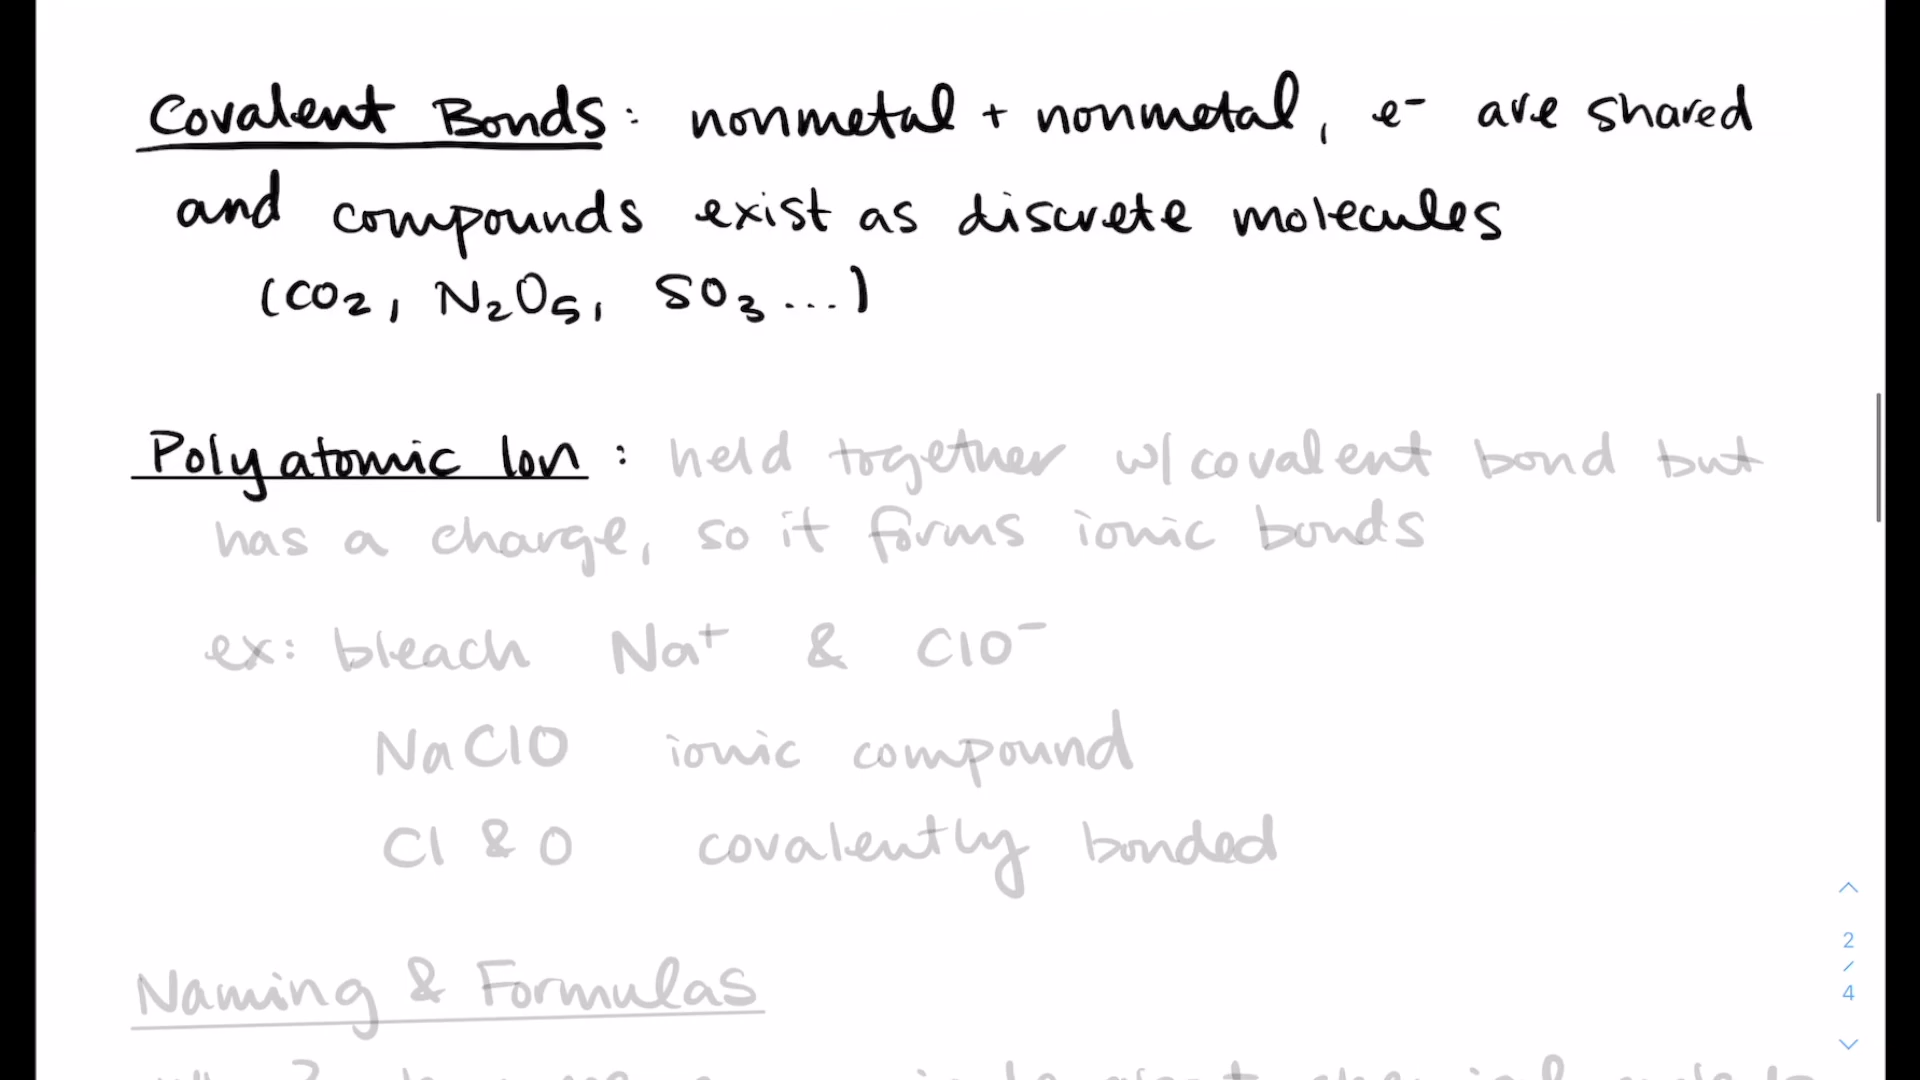 Covalent Bonds: nonmetal + nonmetal, e⁻ are shared
and compounds exist as discrete molecules
(CO₂, N₂O₅, SO₃...)
Polyatomic Ion: held together w/ covalent bond but
has a charge, so it forms ionic bonds
ex: bleach Na⁺ & ClO⁻
NaClO ionic compound
Cl & O covalently bonded
Naming & Formulas
2
/
4